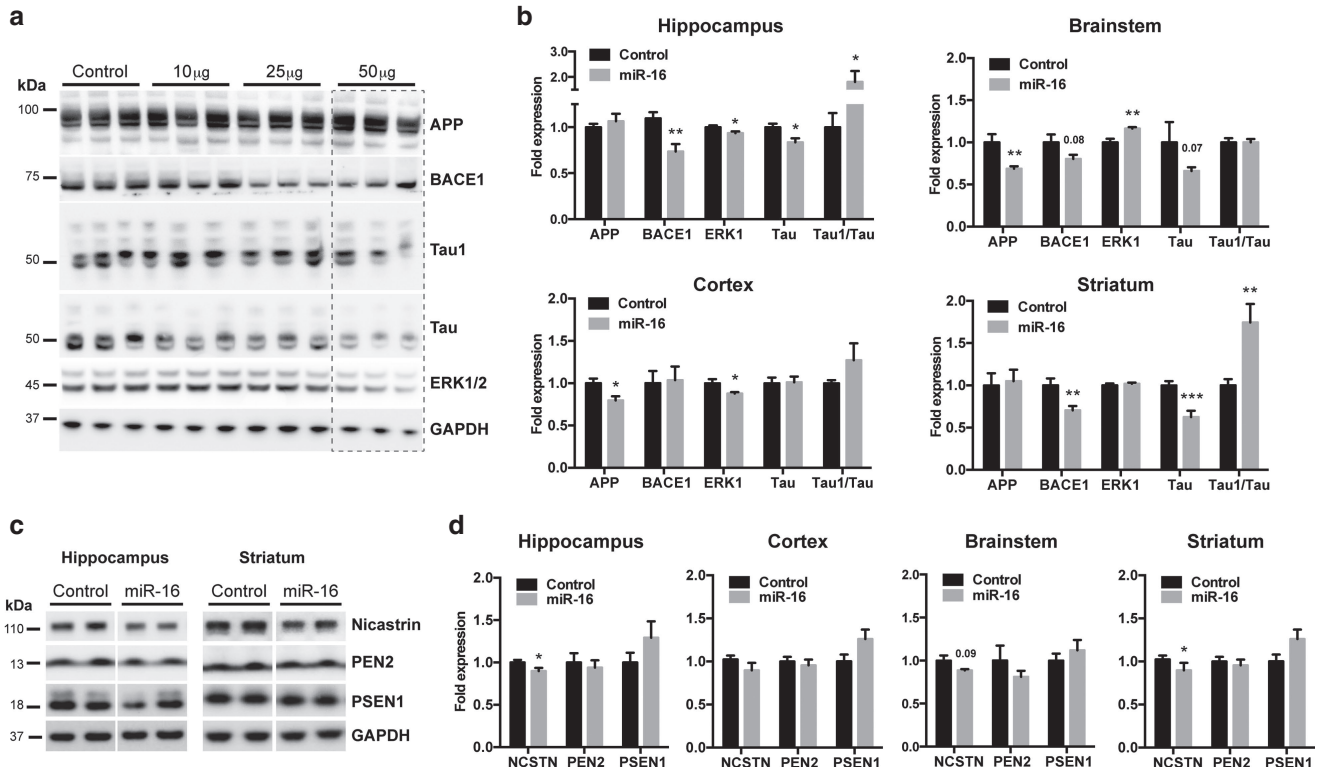 a
Control 10µg 25µg 50µg
kDa
100
APP
75
BACE1
Tau1
50
Tau
50
ERK1/2
45
37
GAPDH
b
Hippocampus
Control
miR-16
Fold expression
3.0
2.0
1.0
0.5
0.0
** * * *
APP BACE1 ERK1 Tau Tau1/Tau
Brainstem
Control
miR-16
Fold expression
2.0
1.5
1.0
0.5
0.0
** 0.08 ** 0.07
APP BACE1 ERK1 Tau Tau1/Tau
Cortex
Control
miR-16
Fold expression
2.0
1.5
1.0
0.5
0.0
* *
APP BACE1 ERK1 Tau Tau1/Tau
Striatum
Control
miR-16
Fold expression
2.0
1.5
1.0
0.5
0.0
** *** **
APP BACE1 ERK1 Tau Tau1/Tau
c
Hippocampus Striatum
Control miR-16 Control miR-16
kDa
110
Nicastrin
13
PEN2
18
PSEN1
37
GAPDH
d
Hippocampus
Control
miR-16
Fold expression
2.0
1.5
1.0
0.5
0.0
*
NCSTN PEN2 PSEN1
Cortex
Control
miR-16
2.0
1.5
1.0
0.5
0.0
NCSTN PEN2 PSEN1
Brainstem
Control
miR-16
2.0
1.5
1.0
0.5
0.0
0.09
NCSTN PEN2 PSEN1
Striatum
Control
miR-16
2.0
1.5
1.0
0.5
0.0
*
NCSTN PEN2 PSEN1